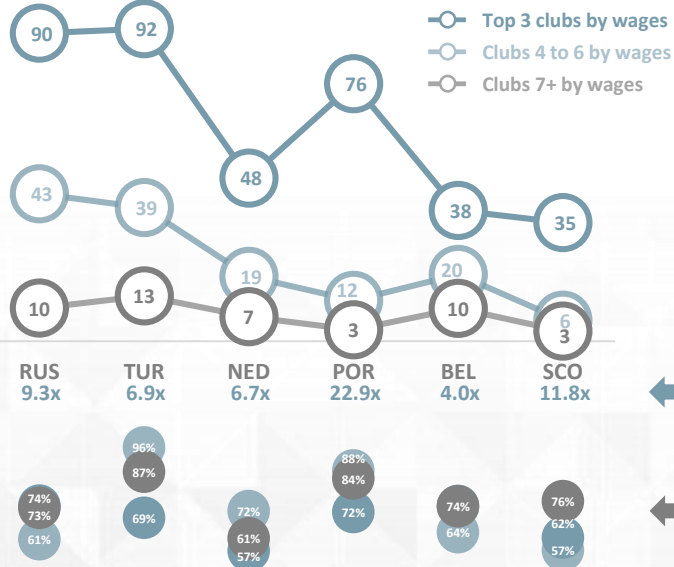 Top 3 clubs by wages
Clubs 4 to 6 by wages
Clubs 7+ by wages
90 92 48 76 38 35
43 39 19 12 20 6
10 13 7 3 10 3
RUS TUR NED POR BEL SCO
9.3x 6.9x 6.7x 22.9x 4.0x 11.8x
96% 88%
74% 87% 72% 84% 74% 76%
73% 69% 61% 72% 64% 62%
61% 57% 57%